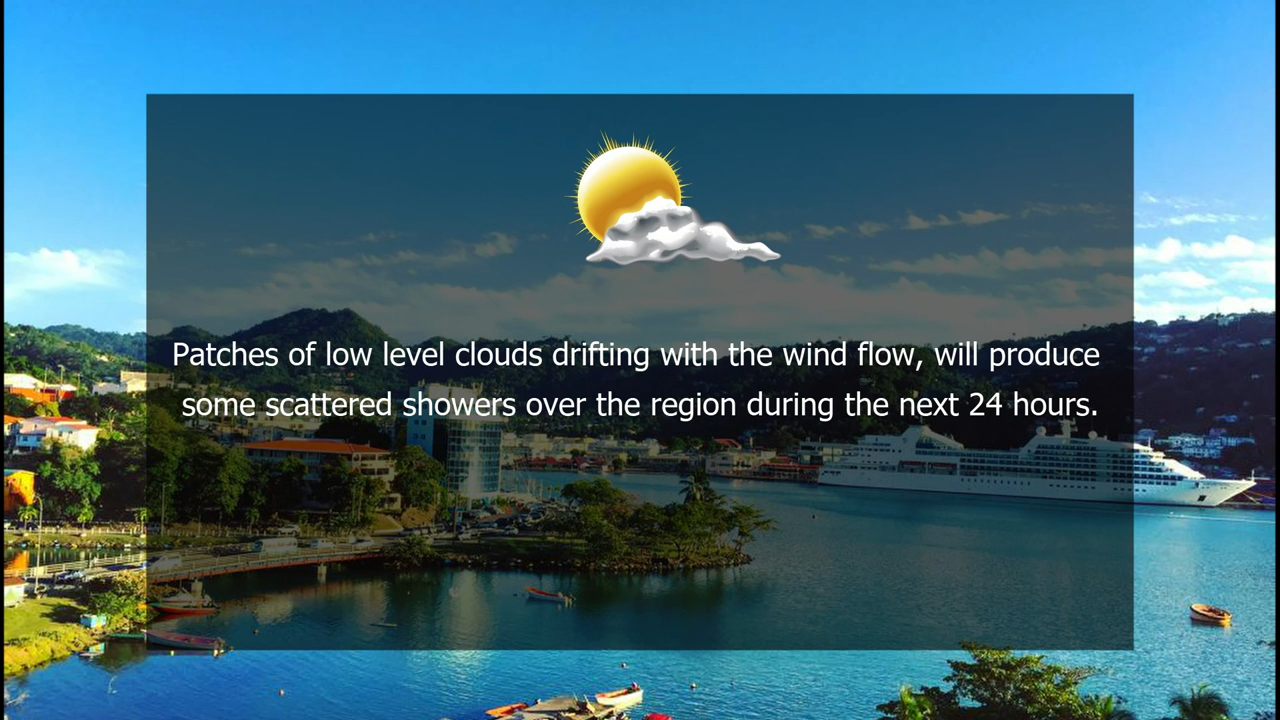 Patches of low level clouds drifting with the wind flow, will produce
some scattered showers over the region during the next 24 hours.